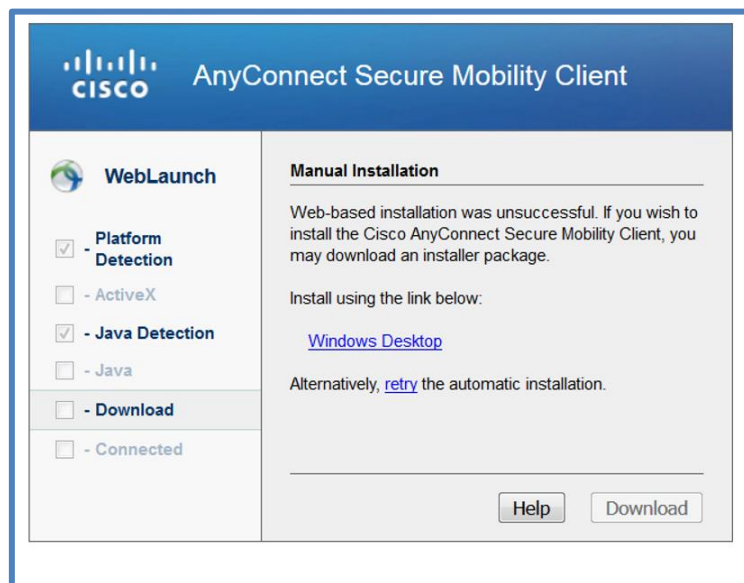 CISCO
AnyConnect Secure Mobility Client
WebLaunch
- Platform
Detection
- ActiveX
- Java Detection
- Java
- Download
- Connected
Manual Installation
Web-based installation was unsuccessful. If you wish to
install the Cisco AnyConnect Secure Mobility Client, you
may download an installer package.
Install using the link below:
Windows Desktop
Alternatively, retry the automatic installation.
Help
Download